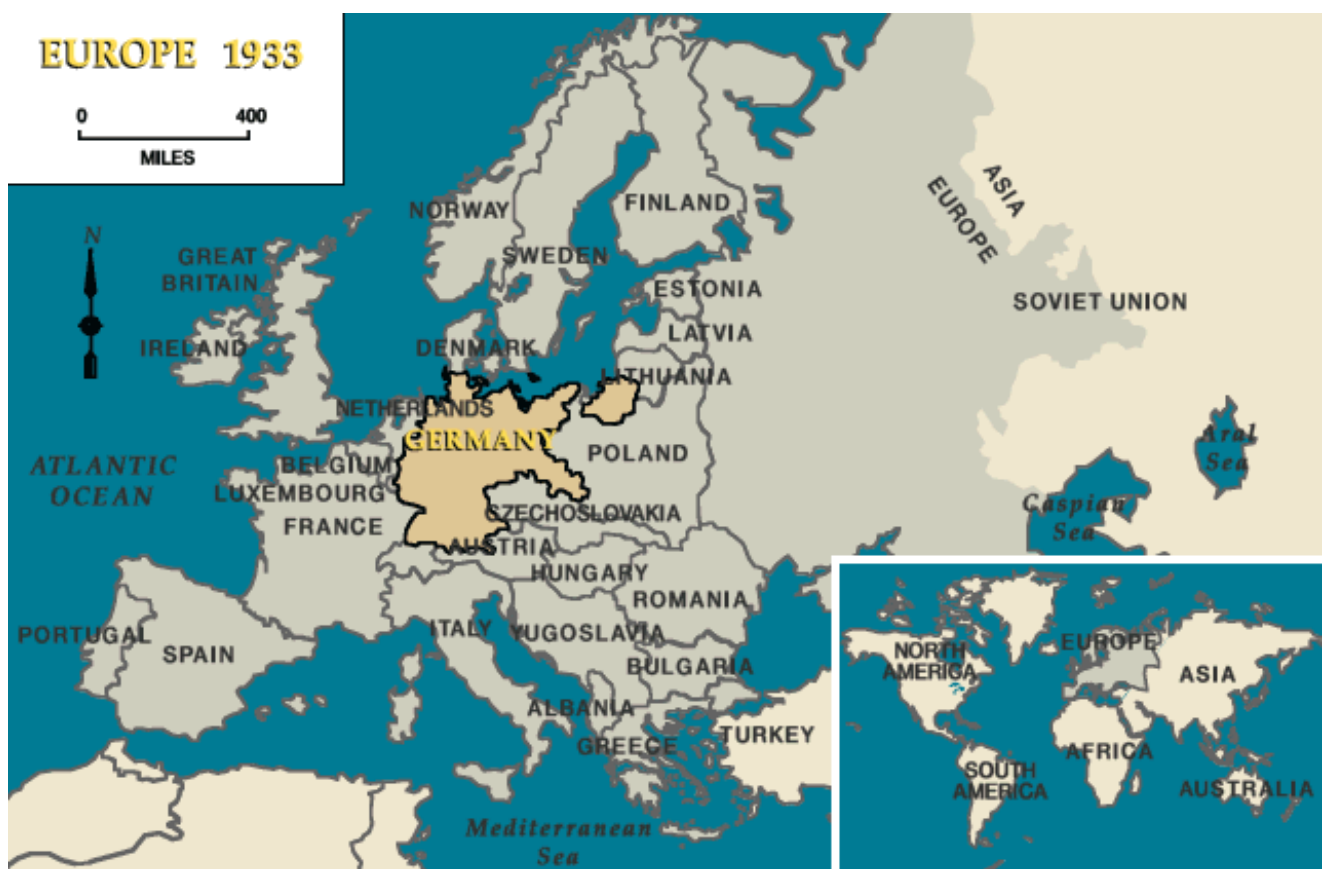 EUROPE 1933
0 400
MILES
N
NORWAY
FINLAND
SWEDEN
ASIA
EUROPE
GREAT
BRITAIN
ESTONIA
SOVIET UNION
LATVIA
IRELAND
DENMARK
LITHUANIA
NETHERLANDS
GERMANY
POLAND
ATLANTIC
OCEAN
BELGIUM
LUXEMBOURG
FRANCE
CZECHOSLOVAKIA
AUSTRIA
HUNGARY
ROMANIA
Aral
Sea
Caspian
Sea
PORTUGAL
SPAIN
ITALY
YUGOSLAVIA
BULGARIA
ALBANIA
GREECE
TURKEY
Mediterranean
Sea
NORTH
AMERICA
EUROPE
ASIA
AFRICA
SOUTH
AMERICA
AUSTRALIA